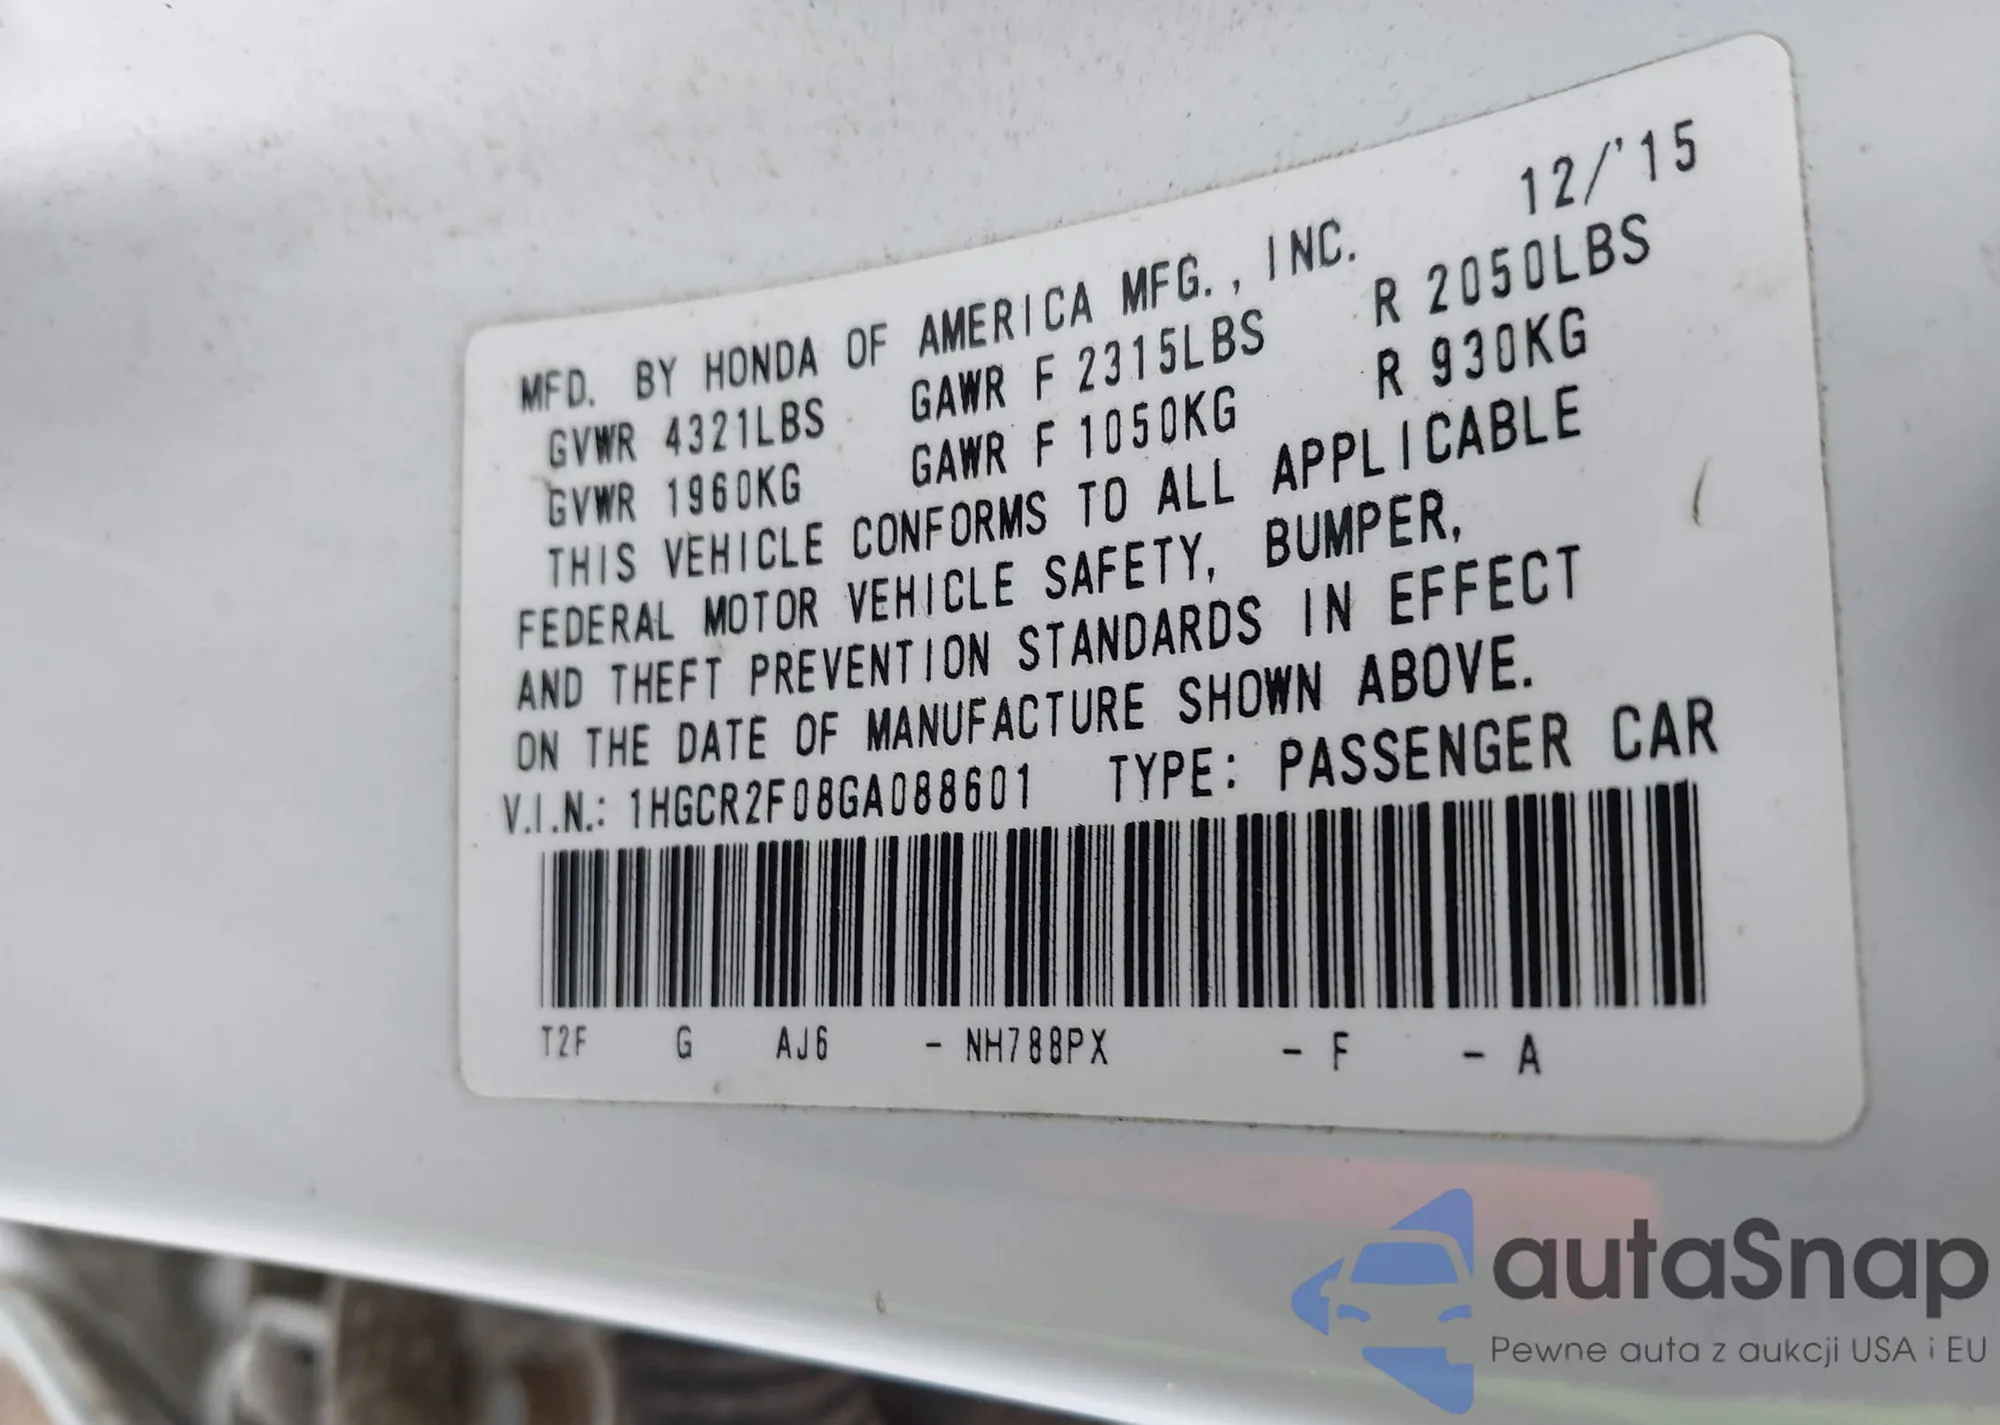 12/'15
MFD. BY HONDA OF AMERICA MFG., INC.
GVWR 4321LBS GAWR F 2315LBS R 2050LBS
GVWR 1960KG GAWR F 1050KG R 930KG
THIS VEHICLE CONFORMS TO ALL APPLICABLE
FEDERAL MOTOR VEHICLE SAFETY, BUMPER,
AND THEFT PREVENTION STANDARDS IN EFFECT
ON THE DATE OF MANUFACTURE SHOWN ABOVE.
V.I.N.: 1HGCR2F08GA088601 TYPE: PASSENGER CAR
T2F G AJ6 - NH788PX - F - A
autaSnap
Pewne auta z aukcji USA i EU